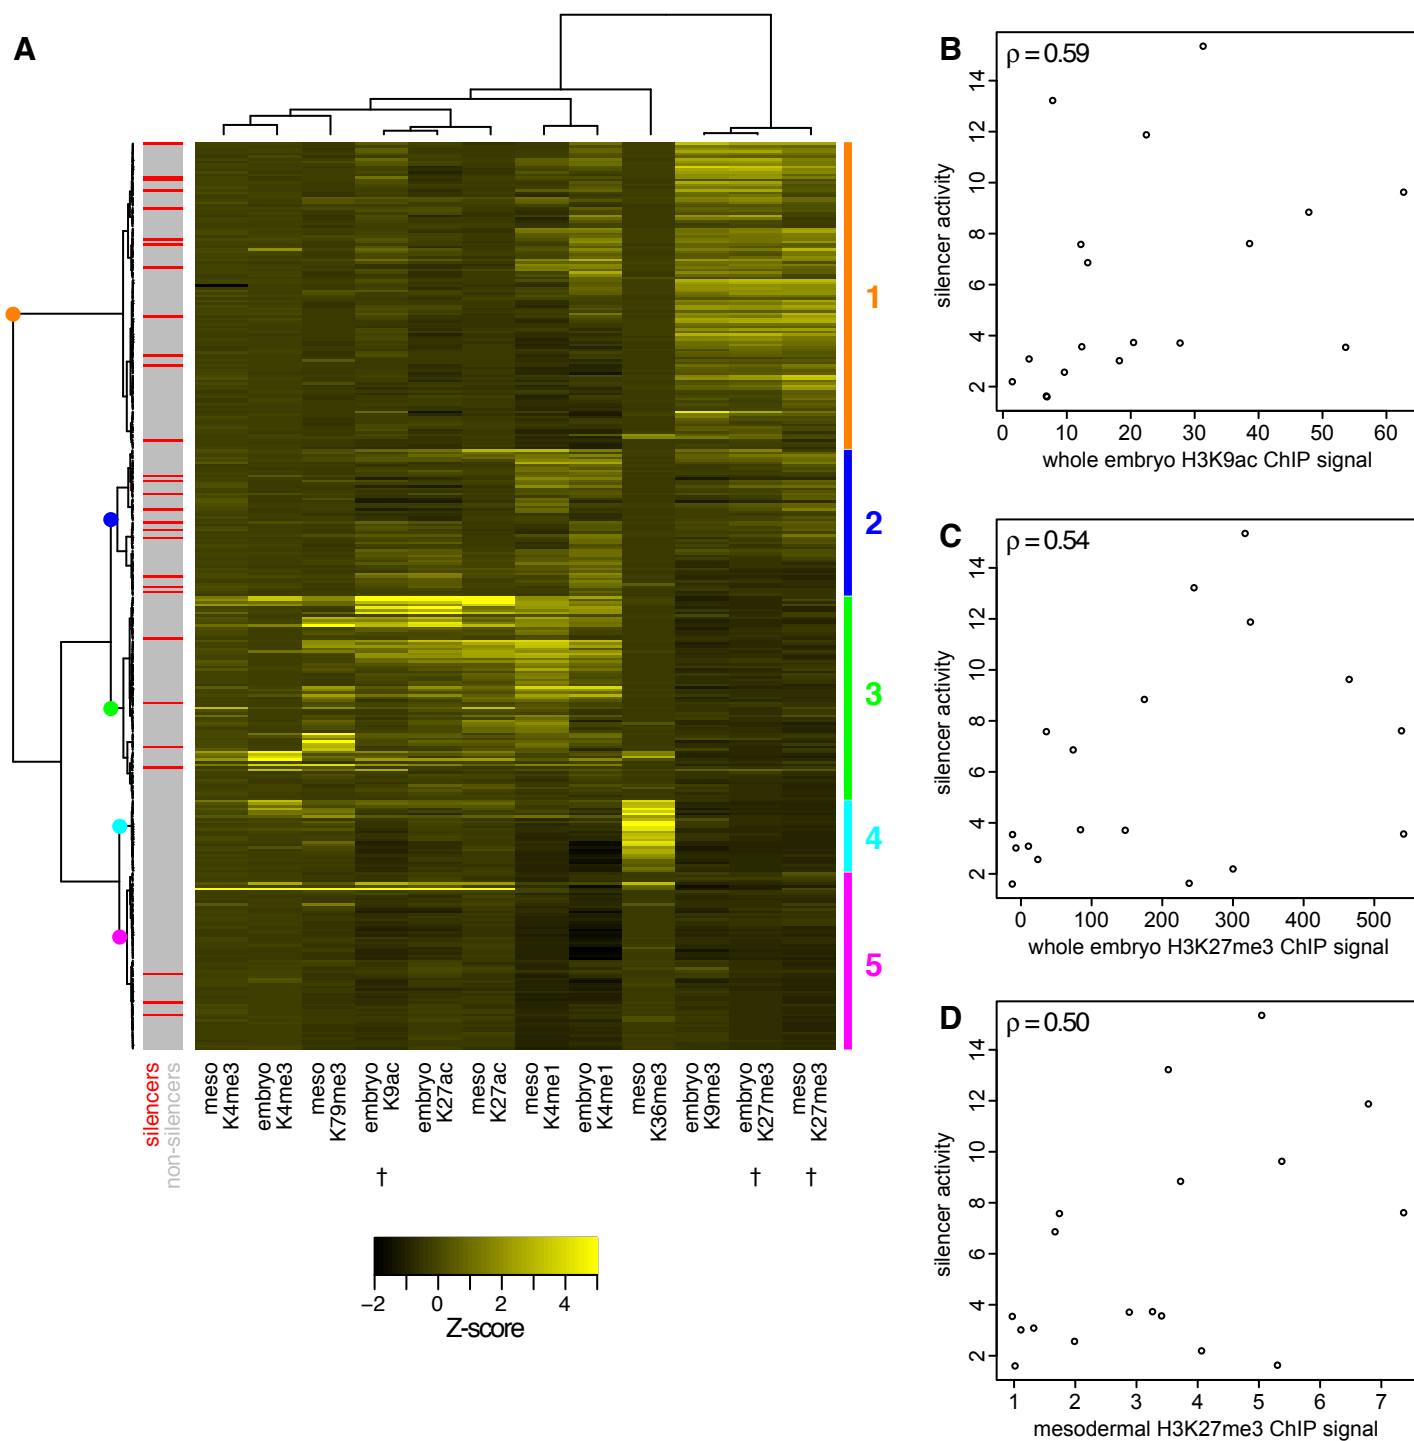 A
1
2
3
4
5
silencers
non-silencers
meso
K4me3
embryo
K4me3
meso
K79me3
embryo
K9ac
embryo
K27ac
meso
K27ac
meso
K4me1
embryo
K4me1
meso
K36me3
embryo
K9me3
embryo
K27me3
meso
K27me3
† † †
−2 0 2 4
Z-score
B
ρ = 0.59
silencer activity
2 4 6 8 10 12 14
0 10 20 30 40 50 60
whole embryo H3K9ac ChIP signal
C
ρ = 0.54
silencer activity
2 4 6 8 10 12 14
0 100 200 300 400 500
whole embryo H3K27me3 ChIP signal
D
ρ = 0.50
silencer activity
2 4 6 8 10 12 14
1 2 3 4 5 6 7
mesodermal H3K27me3 ChIP signal